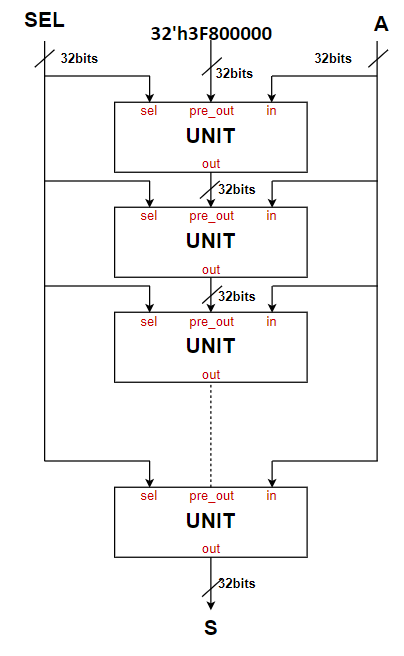 SEL
32'h3F800000
A
32bits
32bits
32bits
sel pre_out in
UNIT
out
32bits
sel pre_out in
UNIT
out
32bits
sel pre_out in
UNIT
out
sel pre_out in
UNIT
out
32bits
S